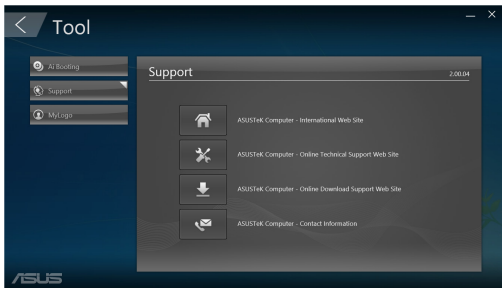 Tool
Ai Booting
Support
MyLogo
Support
2.00.04
ASUSTeK Computer - International Web Site
ASUSTeK Computer - Online Technical Support Web Site
ASUSTeK Computer - Online Download Support Web Site
ASUSTeK Computer - Contact Information
ASUS